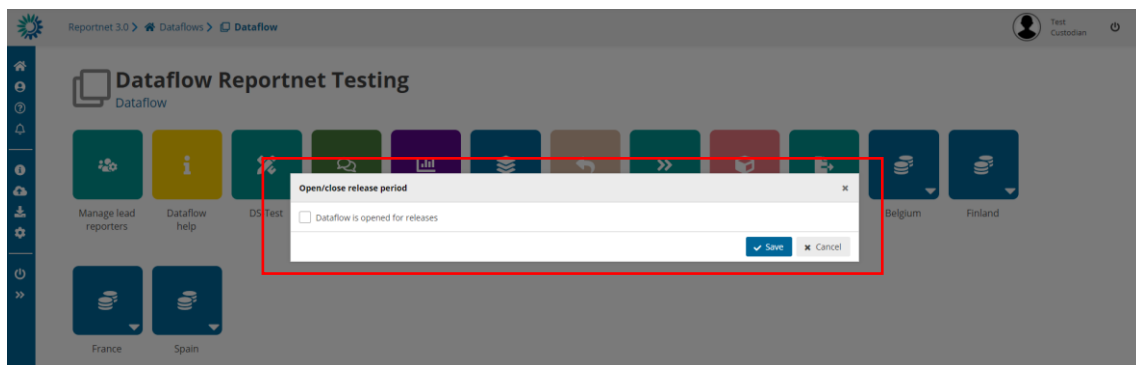 Reportnet 3.0 > Dataflows > Dataflow
Test
Custodian
Dataflow Reportnet Testing
Dataflow
Open/close release period
Dataflow is opened for releases
Save
Cancel
Manage lead
reporters
Dataflow
help
DS Test
Belgium
Finland
France
Spain